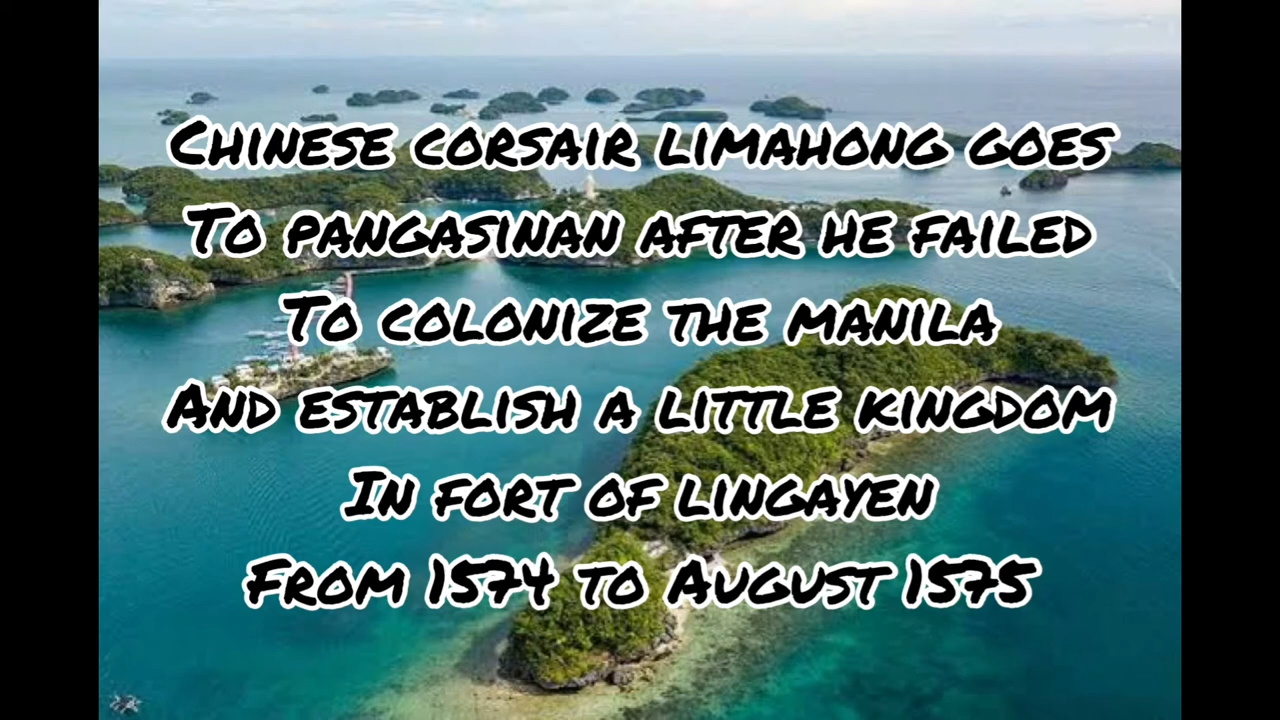 Chinese corsair limahong goes
To pangasinan after he failed
To colonize the manila
And establish a little kingdom
In fort of lingayen
From 1574 to August 1575